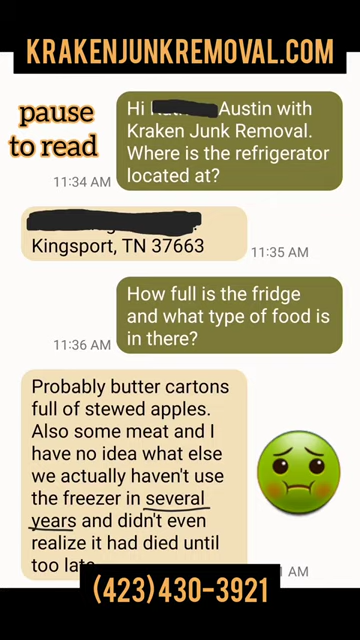 KRAKENJUNKREMOVAL.COM
pause
to read
Hi Austin with
Kraken Junk Removal.
Where is the refrigerator
located at?
11:34 AM
Kingsport, TN 37663
11:35 AM
How full is the fridge
and what type of food is
in there?
11:36 AM
Probably butter cartons
full of stewed apples.
Also some meat and I
have no idea what else
we actually haven't use
the freezer in several
years and didn't even
realize it had died until
too late
AM
(423)430-3921